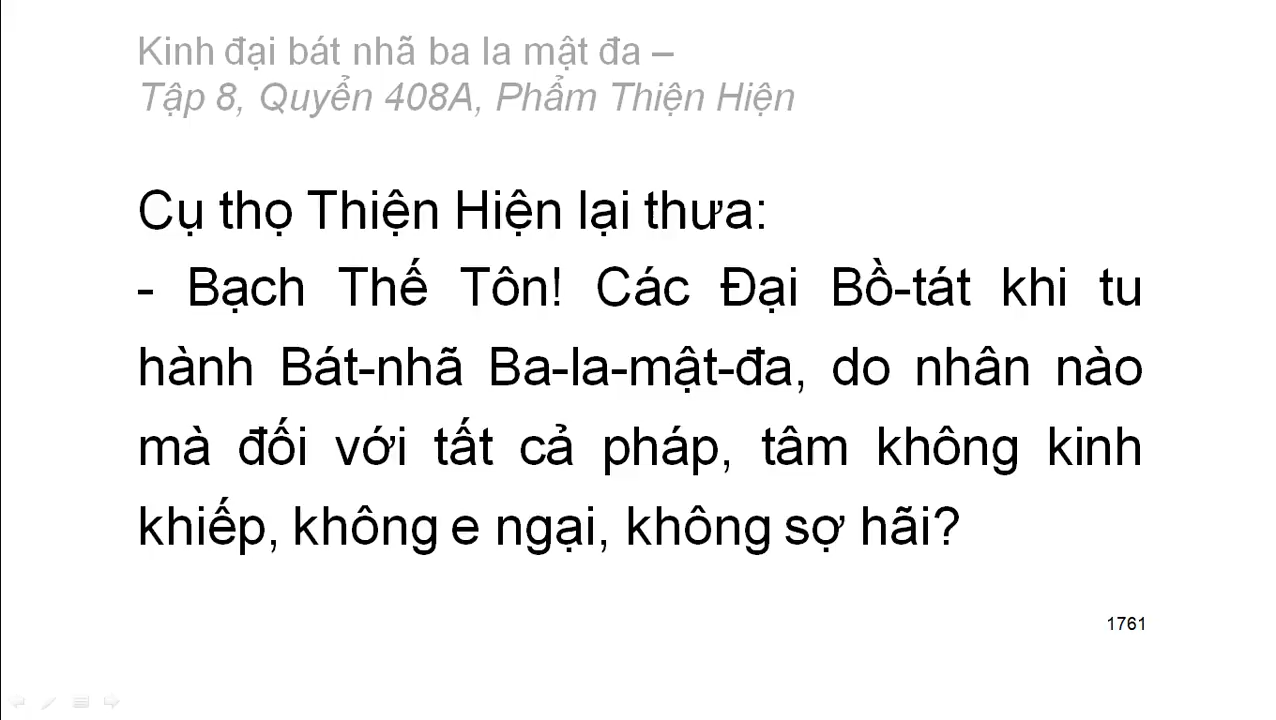 Kinh đại bát nhã ba la mật đa –
Tập 8, Quyển 408A, Phẩm Thiện Hiện
Cụ thọ Thiện Hiện lại thưa:
- Bạch Thế Tôn! Các Đại Bồ-tát khi tu
hành Bát-nhã Ba-la-mật-đa, do nhân nào
mà đối với tất cả pháp, tâm không kinh
khiếp, không e ngại, không sợ hãi?
1761